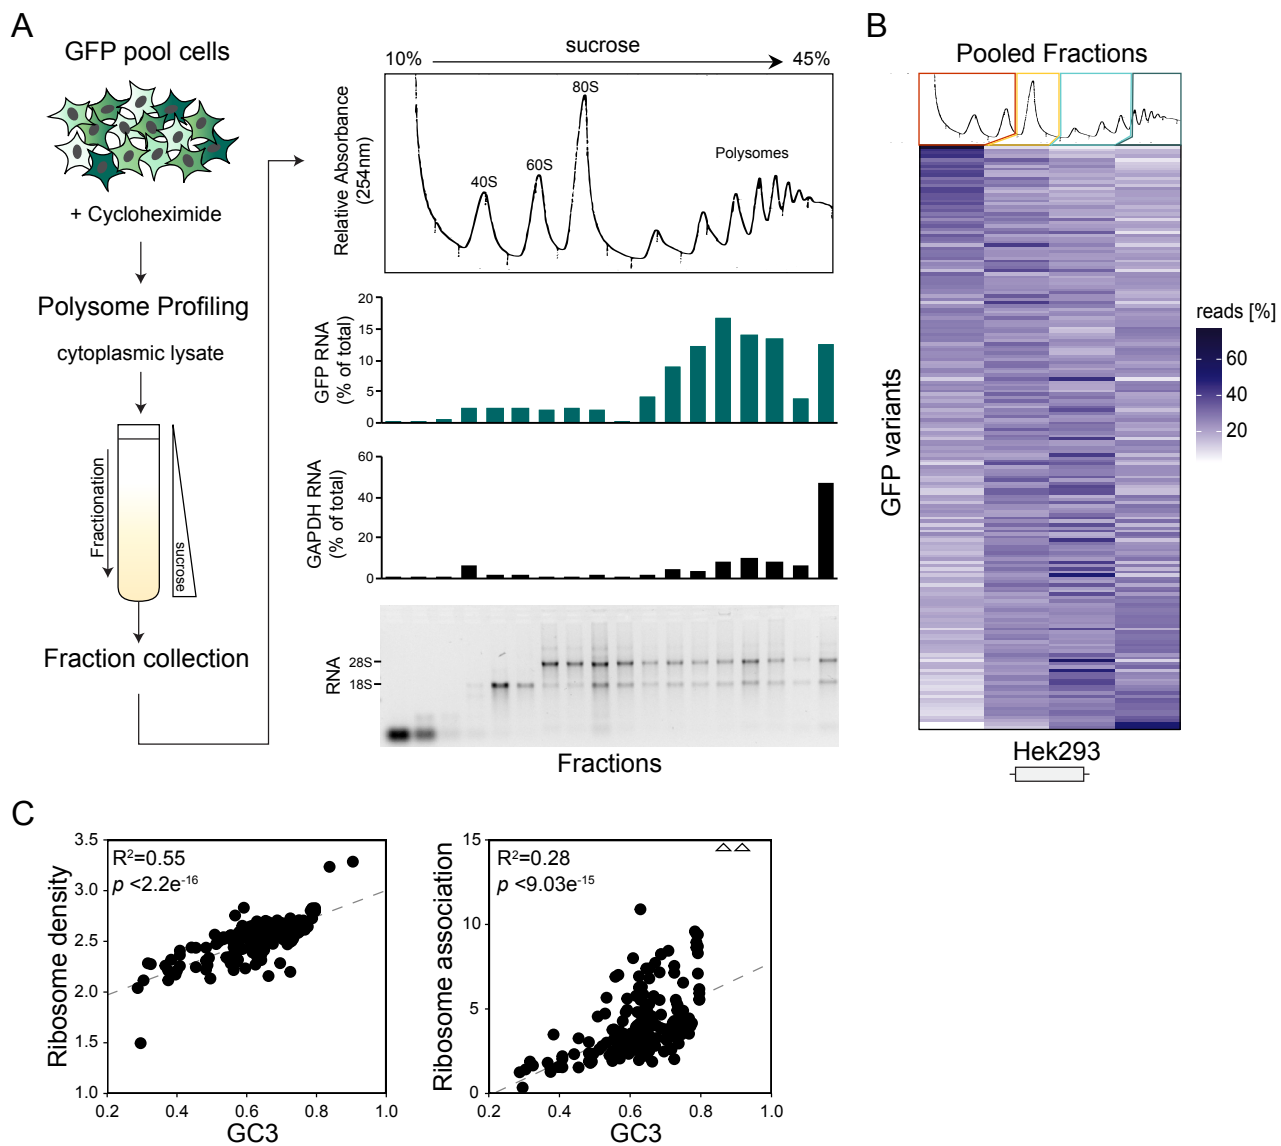 A
GFP pool cells
+ Cycloheximide
Polysome Profiling
cytoplasmic lysate
Fractionation
sucrose
Fraction collection
sucrose
10%
45%
Relative Absorbance
(254nm)
40S
60S
80S
Polysomes
GFP RNA
(% of total)
20
15
10
5
0
GAPDH RNA
(% of total)
60
40
20
0
RNA
28S
18S
Fractions
B
Pooled Fractions
GFP variants
reads [%]
60
40
20
Hek293
C
Ribosome density
3.5
3.0
2.5
2.0
1.5
1.0
R²=0.55
p <2.2e⁻¹⁶
0.2 0.4 0.6 0.8 1.0
GC3
Ribosome association
15
10
5
0
R²=0.28
p <9.03e⁻¹⁵
0.2 0.4 0.6 0.8 1.0
GC3